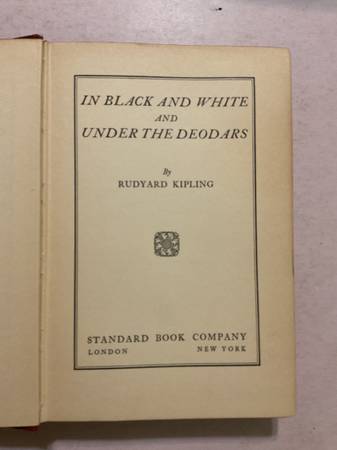 IN BLACK AND WHITE
AND
UNDER THE DEODARS
By
RUDYARD KIPLING
STANDARD BOOK COMPANY
LONDON NEW YORK